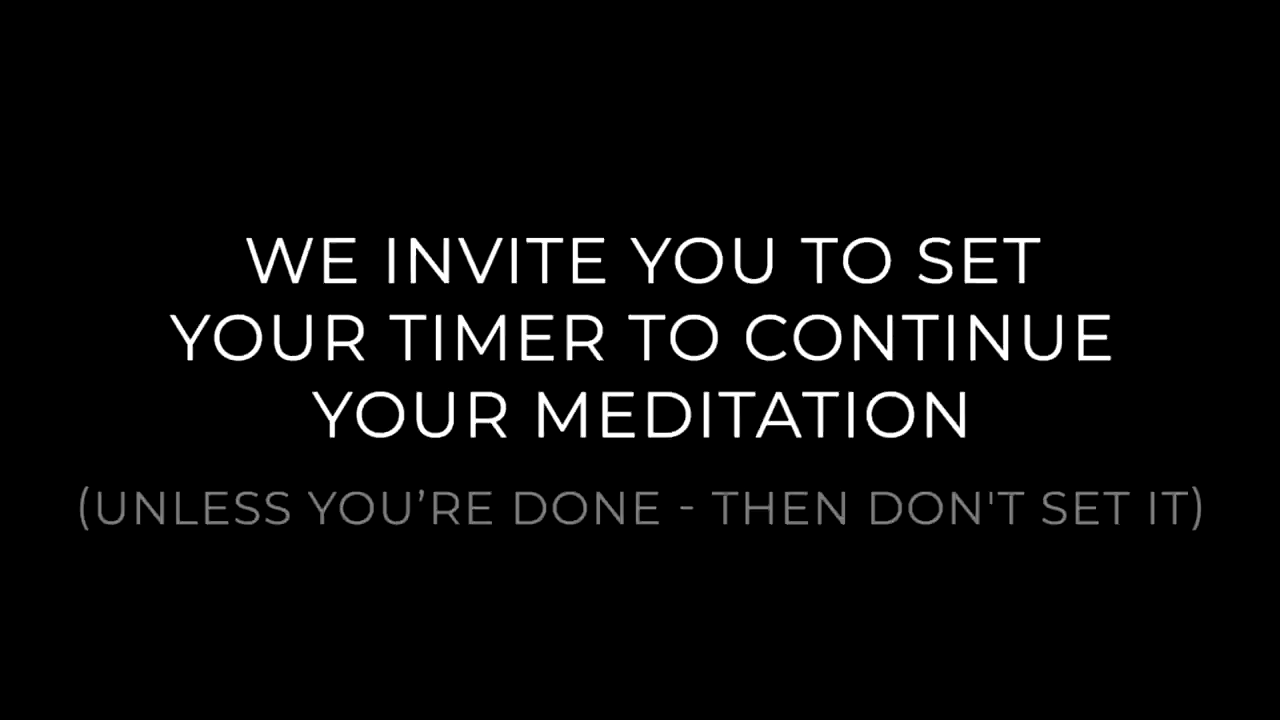 WE INVITE YOU TO SET
YOUR TIMER TO CONTINUE
YOUR MEDITATION
(UNLESS YOU’RE DONE - THEN DON'T SET IT)